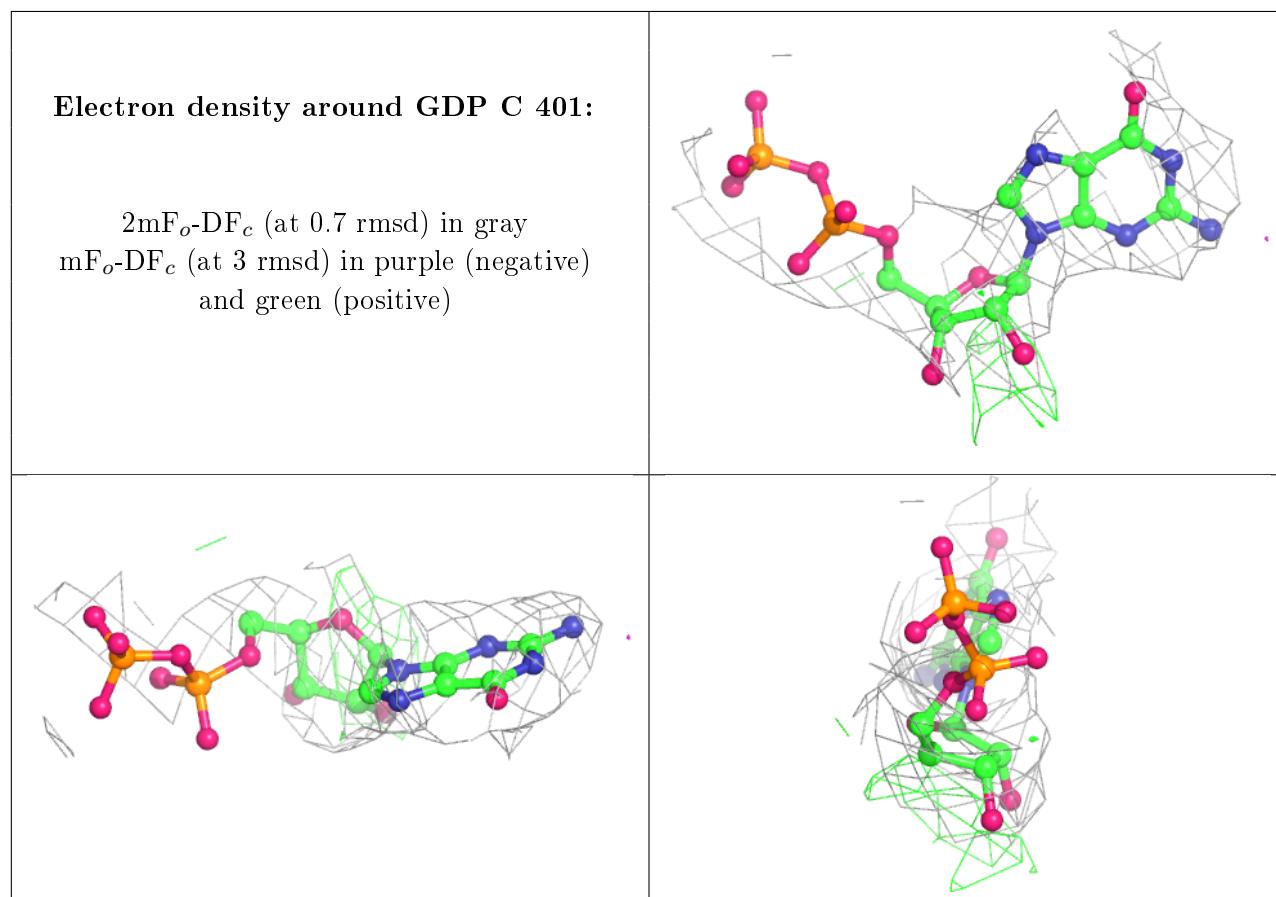 Electron density around GDP C 401:
2mFo-DFc (at 0.7 rmsd) in gray
mFo-DFc (at 3 rmsd) in purple (negative)
and green (positive)